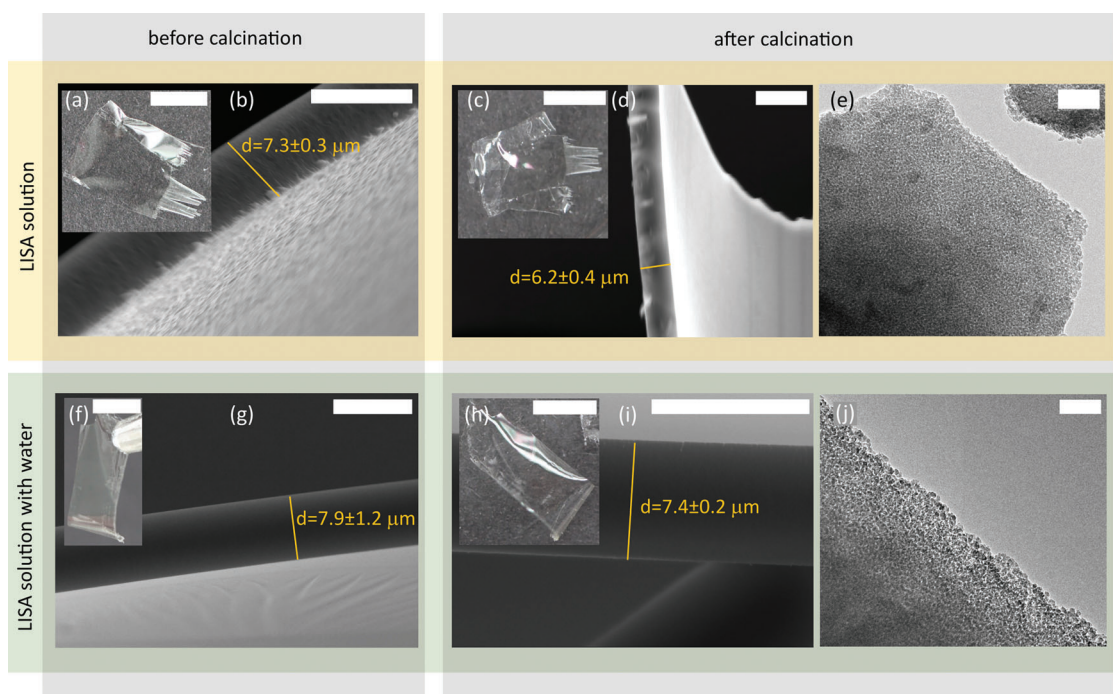 before calcination
after calcination
LISA solution
(a)
(b)
d=7.3±0.3 μm
(c)
(d)
d=6.2±0.4 μm
(e)
LISA solution with water
(f)
(g)
d=7.9±1.2 μm
(h)
(i)
d=7.4±0.2 μm
(j)